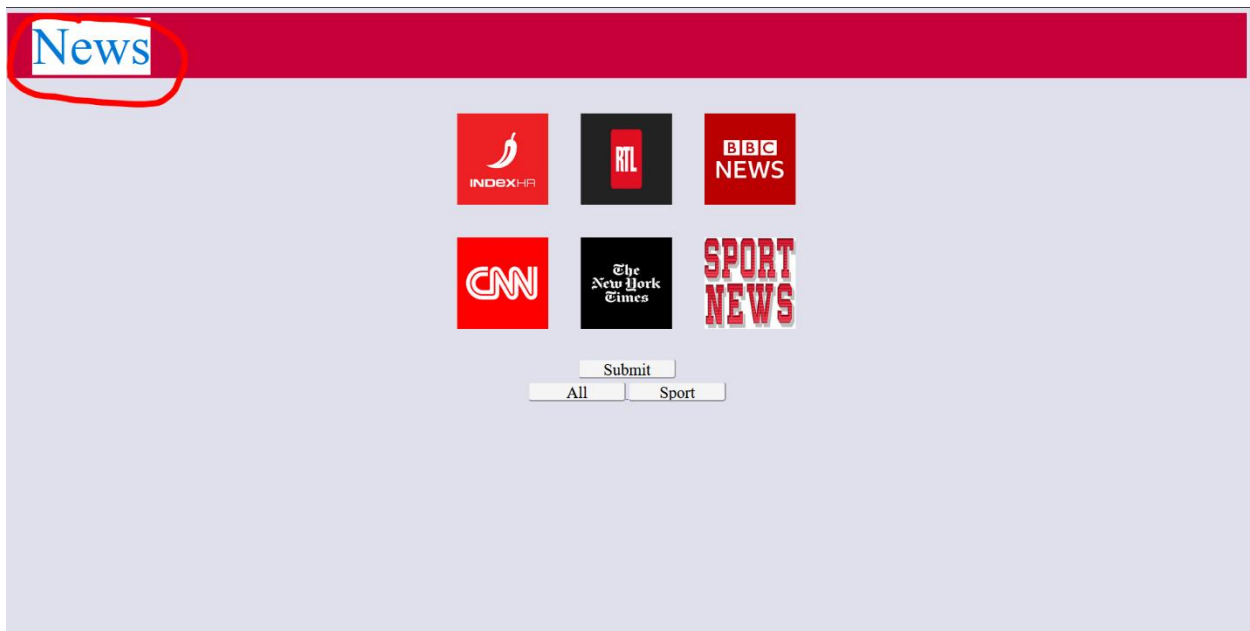 News
INDEXHR
RTL
BBC
NEWS
CNN
The
New York
Times
SPORT
NEWS
Submit
All Sport